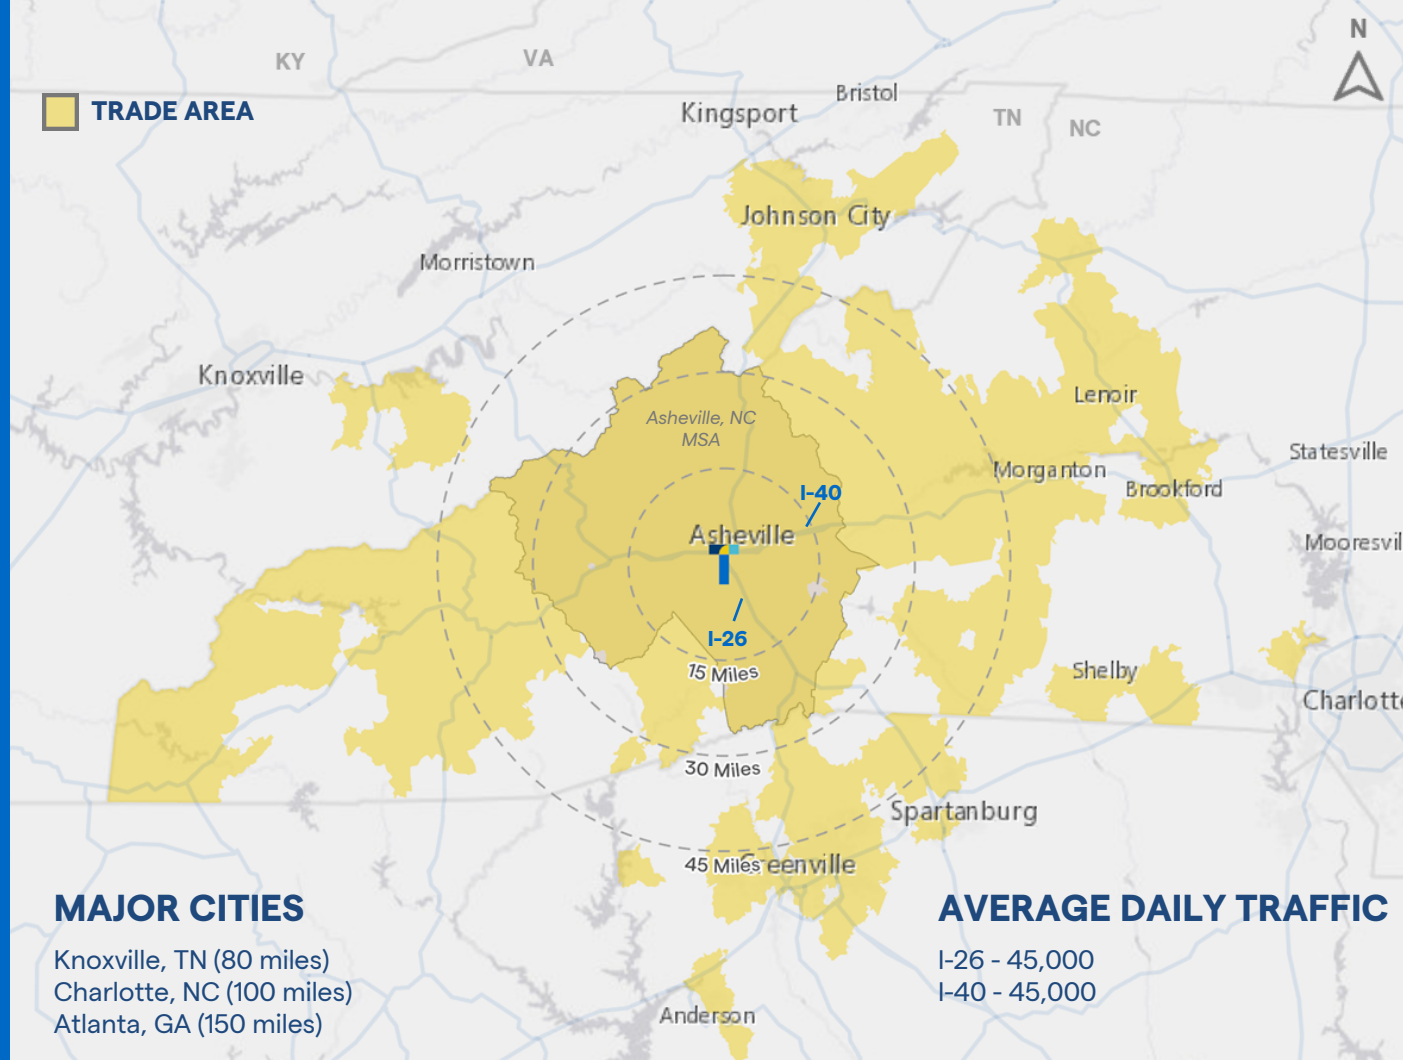 N
KY
VA
TRADE AREA
Bristol
Kingsport
TN
NC
Johnson City
Morristown
Knoxville
Lenoir
Asheville, NC
MSA
Statesville
Morganton
Brookford
I-40
Asheville
Mooresvil
I-26
15 Miles
Shelby
Charlotte
30 Miles
Spartanburg
45 Miles
Greenville
MAJOR CITIES
Knoxville, TN (80 miles)
Charlotte, NC (100 miles)
Atlanta, GA (150 miles)
AVERAGE DAILY TRAFFIC
I-26 - 45,000
I-40 - 45,000
Anderson